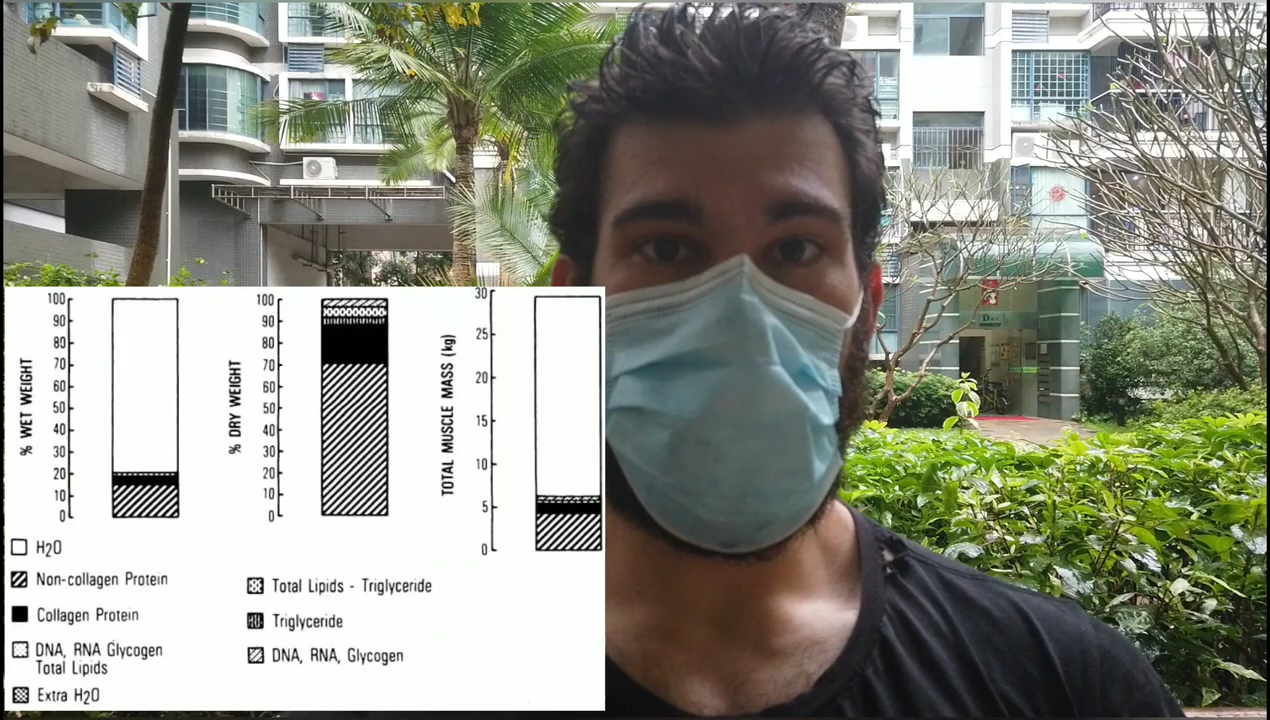 % WET WEIGHT
100
90
80
70
60
50
40
30
20
10
0
% DRY WEIGHT
100
90
80
70
60
50
40
30
20
10
0
TOTAL MUSCLE MASS (kg)
30
25
20
15
10
5
0
H2O
Non-collagen Protein
Collagen Protein
DNA, RNA Glycogen
Total Lipids
Extra H2O
Total Lipids - Triglyceride
Triglyceride
DNA, RNA, Glycogen